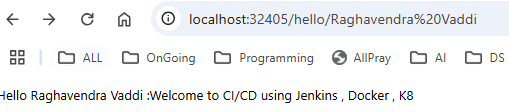 localhost:32405/hello/Raghavendra%20Vaddi
ALL OnGoing Programming AllPray AI DS
Hello Raghavendra Vaddi :Welcome to CI/CD using Jenkins , Docker , K8